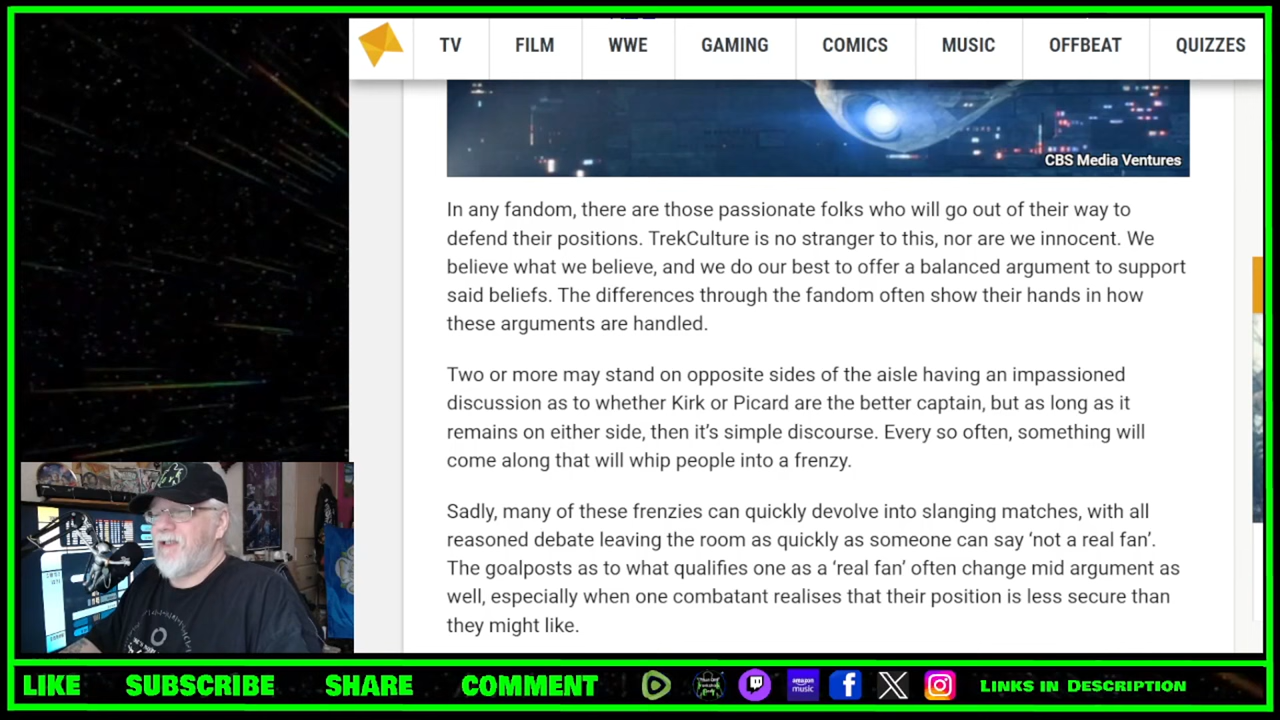 TV FILM WWE GAMING COMICS MUSIC OFFBEAT QUIZZES
CBS Media Ventures
In any fandom, there are those passionate folks who will go out of their way to
defend their positions. TrekCulture is no stranger to this, nor are we innocent. We
believe what we believe, and we do our best to offer a balanced argument to support
said beliefs. The differences through the fandom often show their hands in how
these arguments are handled.
Two or more may stand on opposite sides of the aisle having an impassioned
discussion as to whether Kirk or Picard are the better captain, but as long as it
remains on either side, then it’s simple discourse. Every so often, something will
come along that will whip people into a frenzy.
Sadly, many of these frenzies can quickly devolve into slanging matches, with all
reasoned debate leaving the room as quickly as someone can say ‘not a real fan’.
The goalposts as to what qualifies one as a ‘real fan’ often change mid argument as
well, especially when one combatant realises that their position is less secure than
they might like.
LIKE SUBSCRIBE SHARE COMMENT amazon music LINKS IN DESCRIPTION